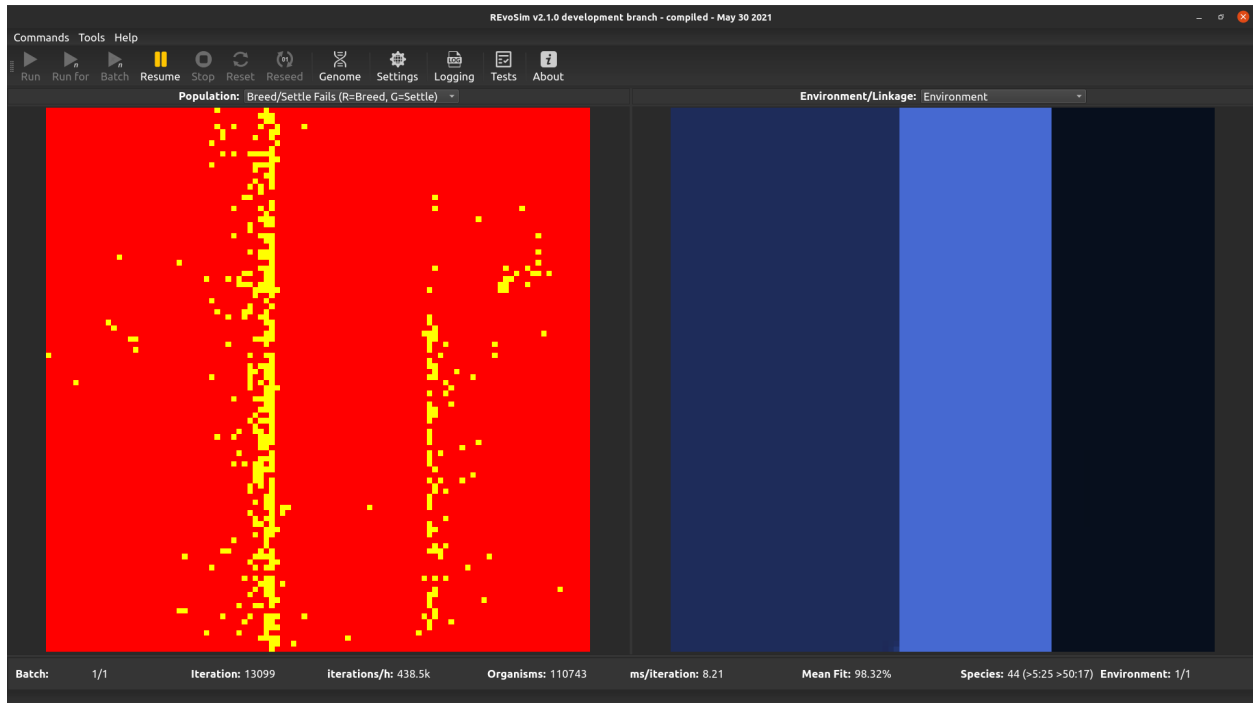 REvoSim v2.1.0 development branch - compiled - May 30 2021
Commands Tools Help
Run Run for Batch Resume Stop Reset Reseed Genome Settings Logging Tests About
Population: Breed/Settle Fails (R=Breed, G=Settle) Environment/Linkage: Environment
Batch: 1/1 Iteration: 13099 iterations/h: 438.5k Organisms: 110743 ms/iteration: 8.21 Mean Fit: 98.32% Species: 44 (>5:25 >50:17) Environment: 1/1